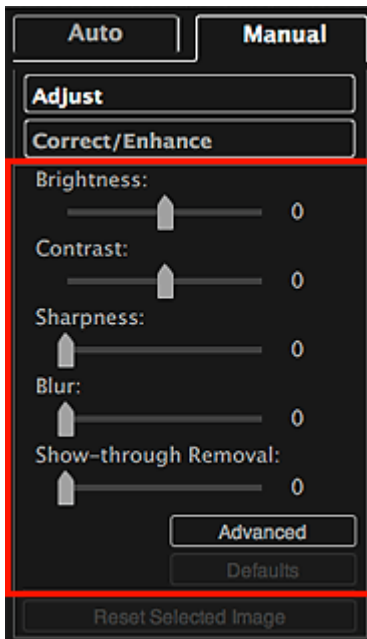 Auto Manual
Adjust
Correct/Enhance
Brightness:
0
Contrast:
0
Sharpness:
0
Blur:
0
Show-through Removal:
0
Advanced
Defaults
Reset Selected Image